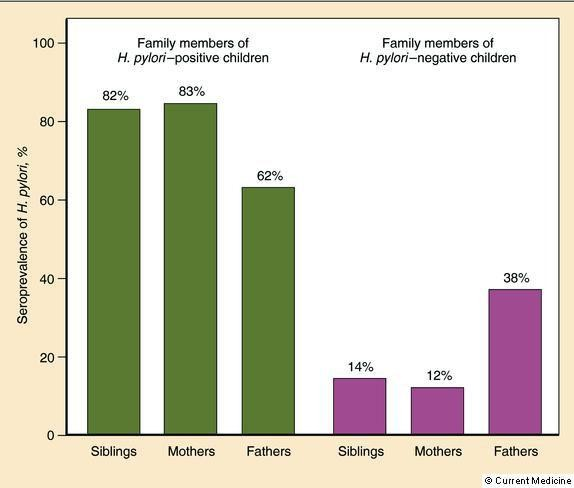 Family members of
H. pylori–positive children
Family members of
H. pylori–negative children
Seroprevalence of H. pylori, %
100
80
60
40
20
0
82%
83%
62%
14%
12%
38%
Siblings
Mothers
Fathers
Siblings
Mothers
Fathers
© Current Medicine